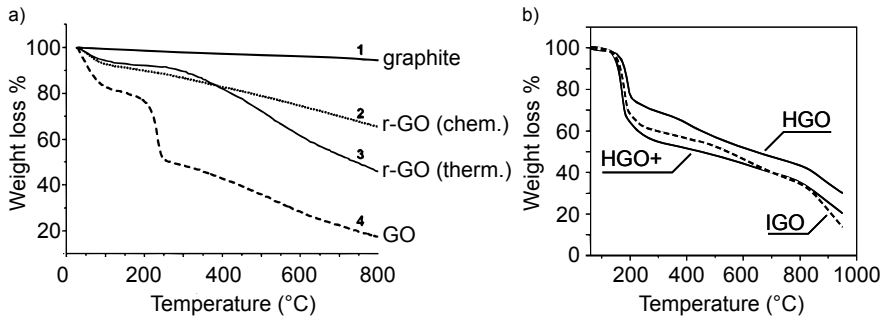 a)
Weight loss %
100
80
60
40
20
0
200
400
600
800
Temperature (°C)
1
graphite
2
r-GO (chem.)
3
r-GO (therm.)
4
GO
b)
Weight loss %
100
80
60
40
20
0
200
400
600
800
1000
Temperature (°C)
HGO
HGO+
IGO